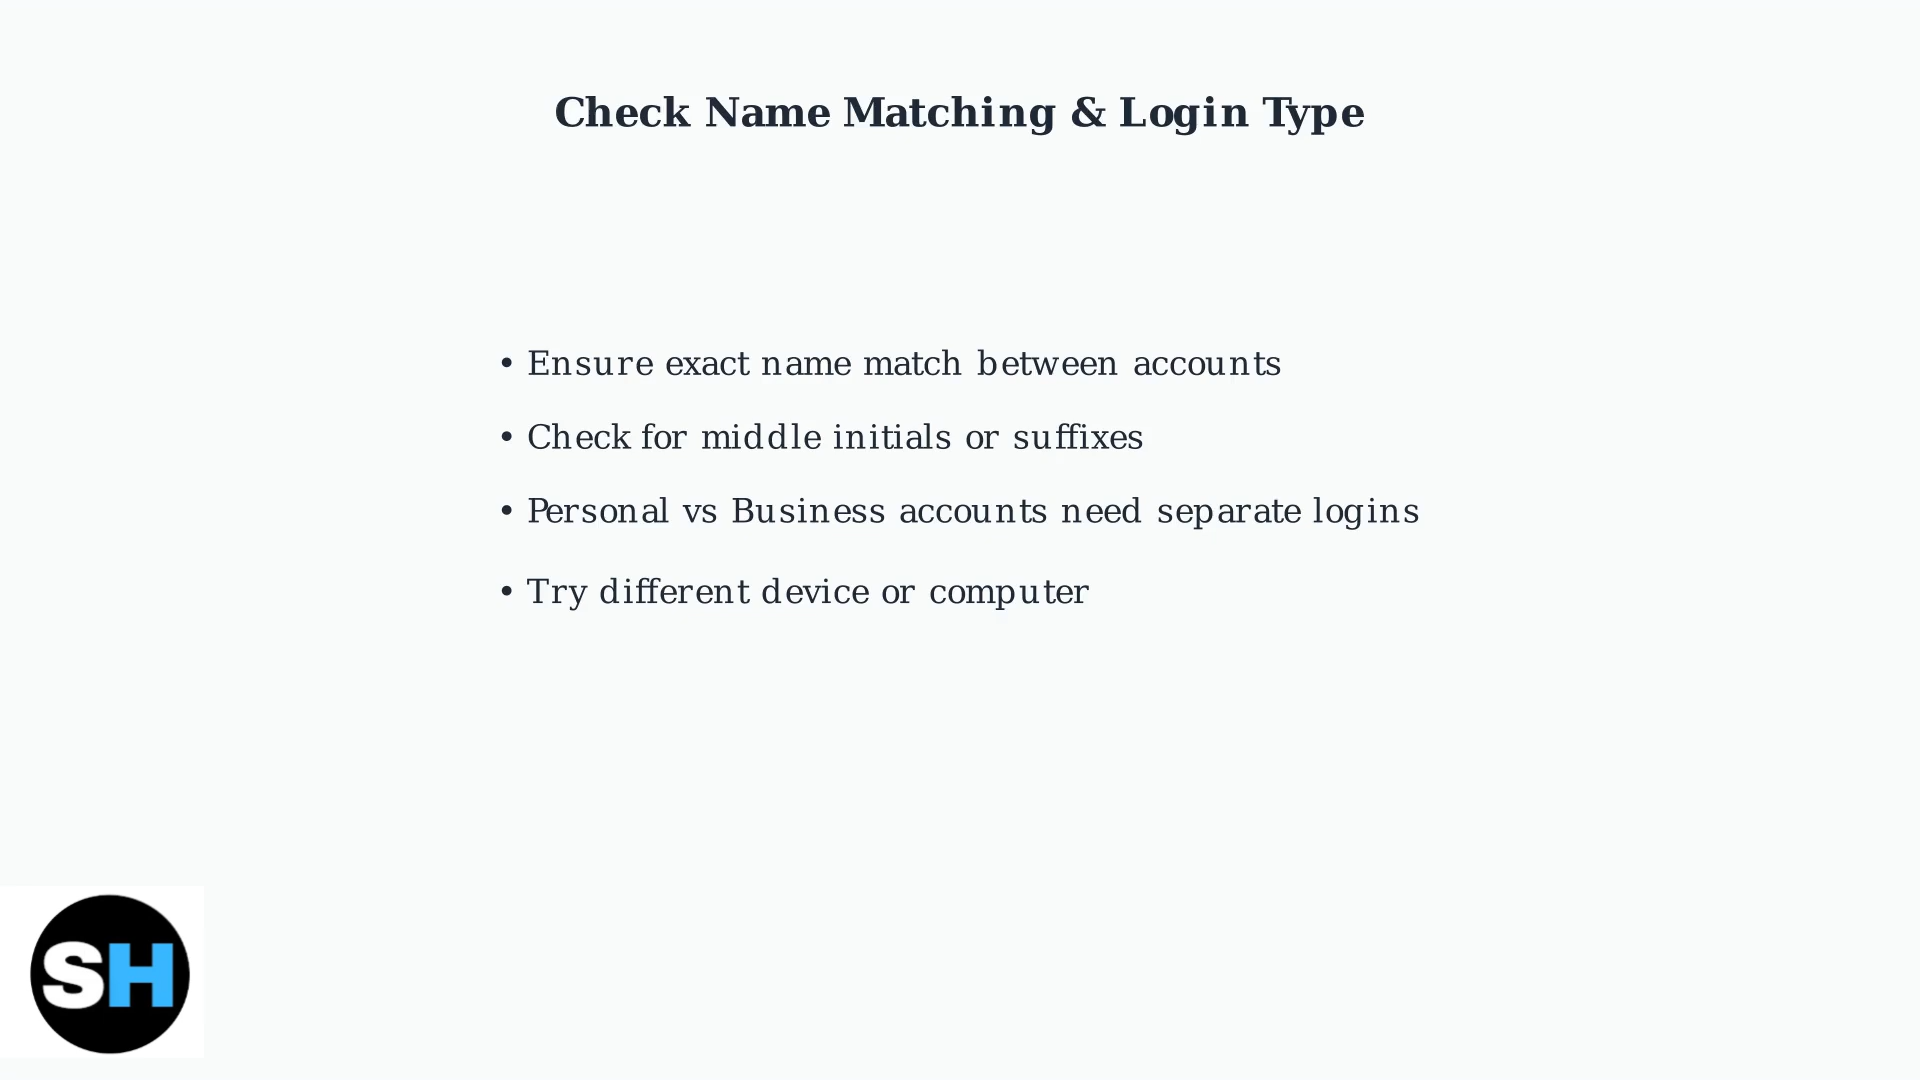 Check Name Matching & Login Type
• Ensure exact name match between accounts
• Check for middle initials or suffixes
• Personal vs Business accounts need separate logins
• Try different device or computer
SH